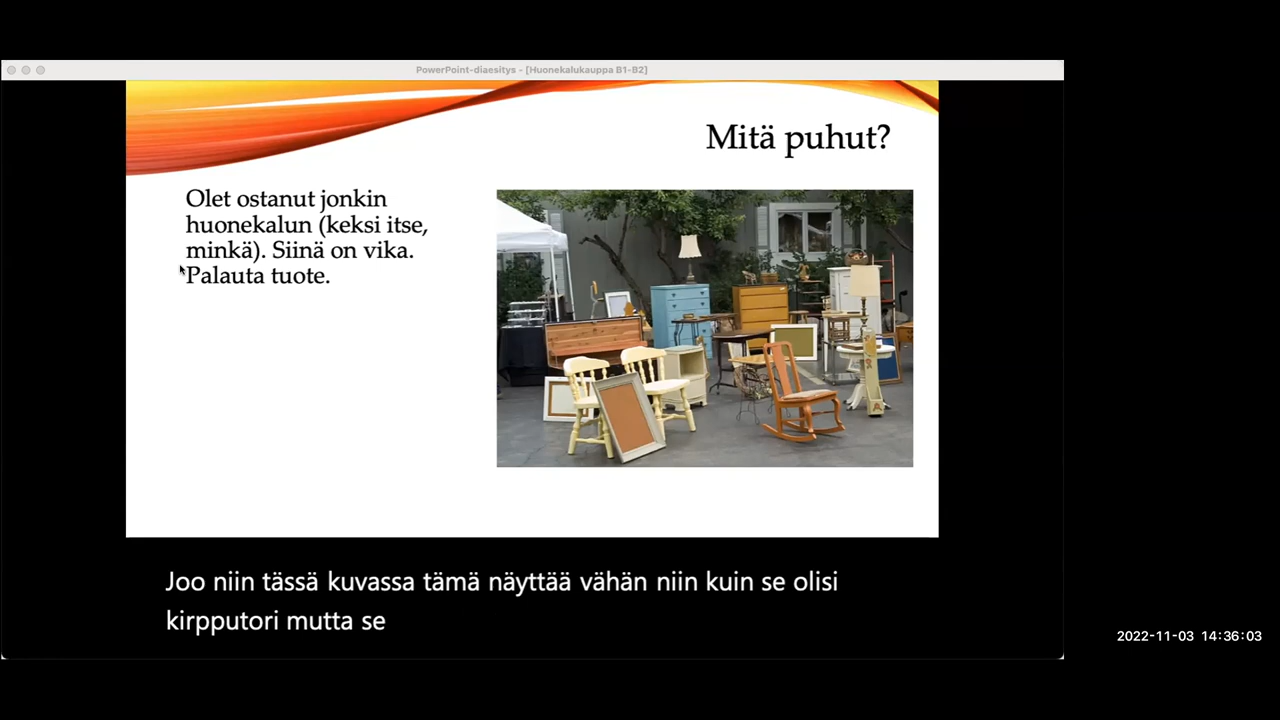 PowerPoint-diaesitys - [Huonekalukauppa B1-B2]
Mitä puhut?
Olet ostanut jonkin
huonekalun (keksi itse,
minkä). Siinä on vika.
Palauta tuote.
Joo niin tässä kuvassa tämä näyttää vähän niin kuin se olisi
kirpputori mutta se
2022-11-03 14:36:03